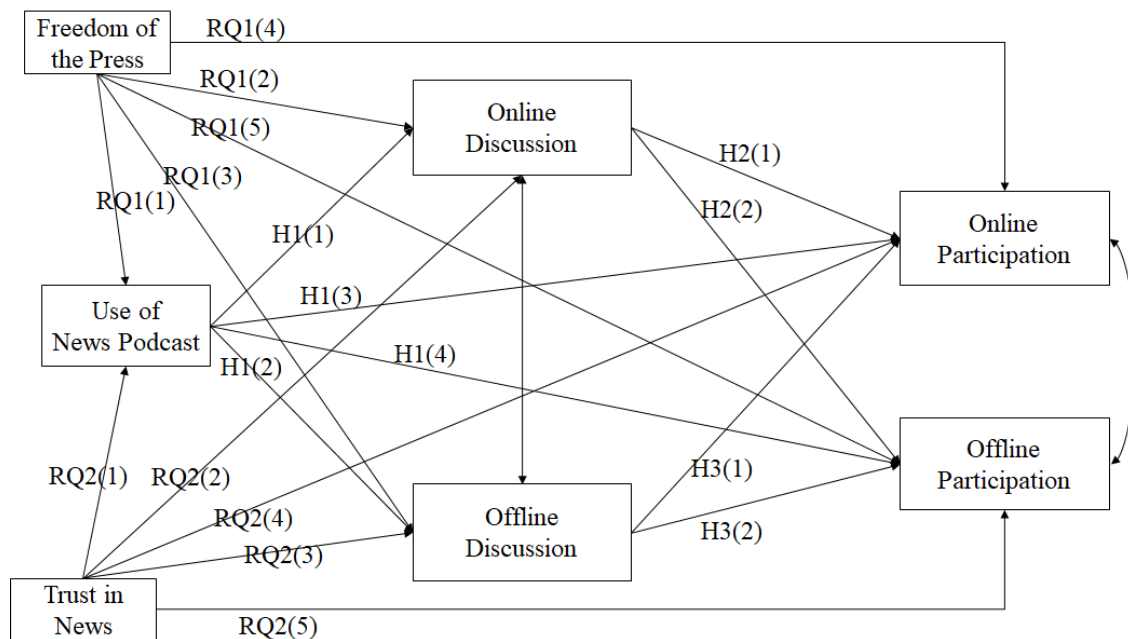 Freedom of
the Press
RQ1(4)
RQ1(2)
Online
Discussion
RQ1(5)
RQ1(3)
H2(1)
RQ1(1)
H2(2)
Online
Participation
H1(1)
Use of
News Podcast
H1(3)
H1(4)
H1(2)
Offline
Participation
RQ2(1)
RQ2(2)
H3(1)
RQ2(4)
Offline
Discussion
H3(2)
RQ2(3)
Trust in
News
RQ2(5)